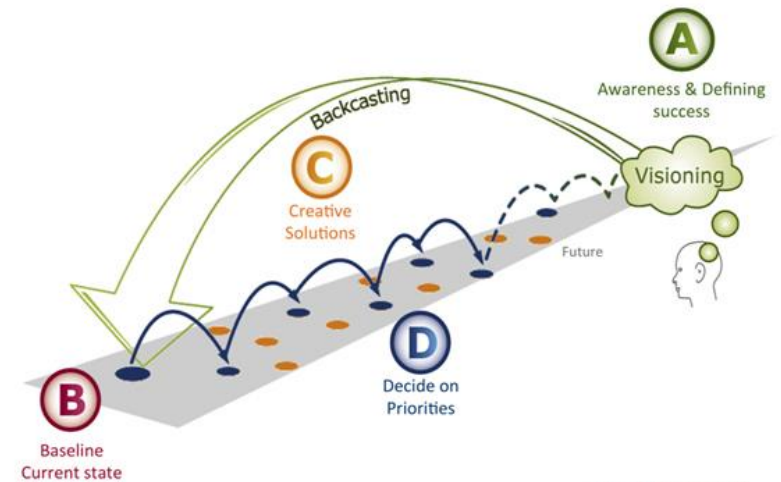 A
Awareness & Defining
success
Backcasting
Visioning
C
Creative
Solutions
Future
D
Decide on
Priorities
B
Baseline
Current state